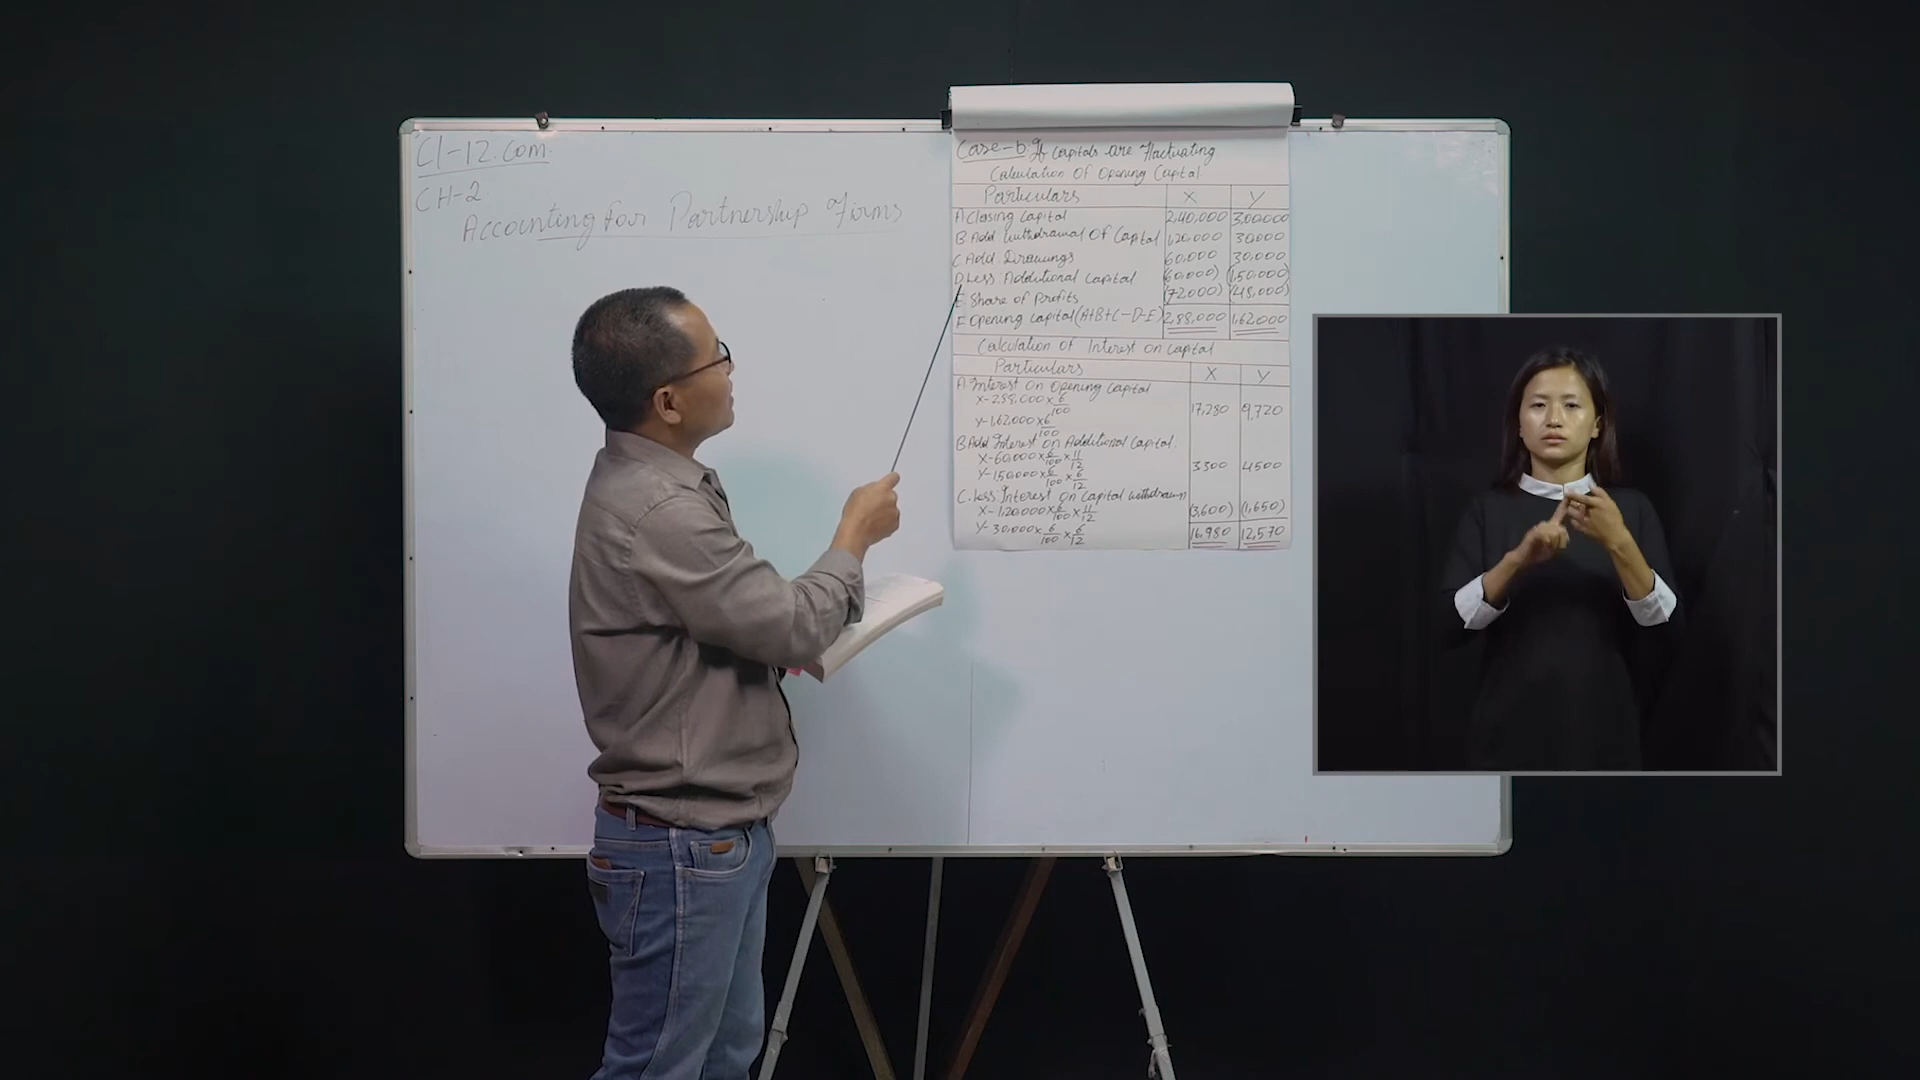 Cl-12.Com.
CH-2.
Accounting for Partnership Firms
Case-b. If Capitals are Fluctuating
Calculation Of Opening Capital
Particulars X Y
A Closing Capital 2,40,000 3,00,000
B. Add: Withdrawal Of Capital 1,20,000 30,000
C Add: Drawings 60,000 30,000
D. Less: Additional Capital (60,000) (1,50,000)
E Share of Profits (72000) (48,000)
F Opening Capital (A+B+C-D-E) 2,88,000 1,62,000
Calculation of Interest on Capital
Particulars X Y
A Interest on Opening Capital
X-2,88,000×6/100 17,280 9,720
Y-1,62,000×6/100
B Add Interest on Additional Capital.
X-60,000×6/100×11/12 3300 4500
Y-1,50,000×6/100×6/12
C. Less: Interest On Capital withdrawn
X-1,20,000×6/100×11/12 (3,600) (1,650)
Y-30,000×6/100×6/12
16,980 12,570